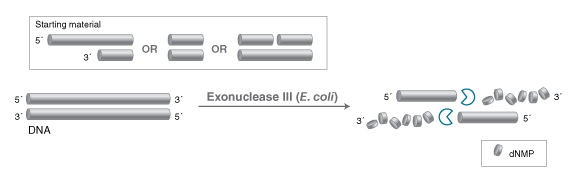 Starting material
5´
OR OR
3´
Exonuclease III (E. coli)
5´ 3´
3´ 5´
DNA
5´ 3´
3´ 5´
dNMP